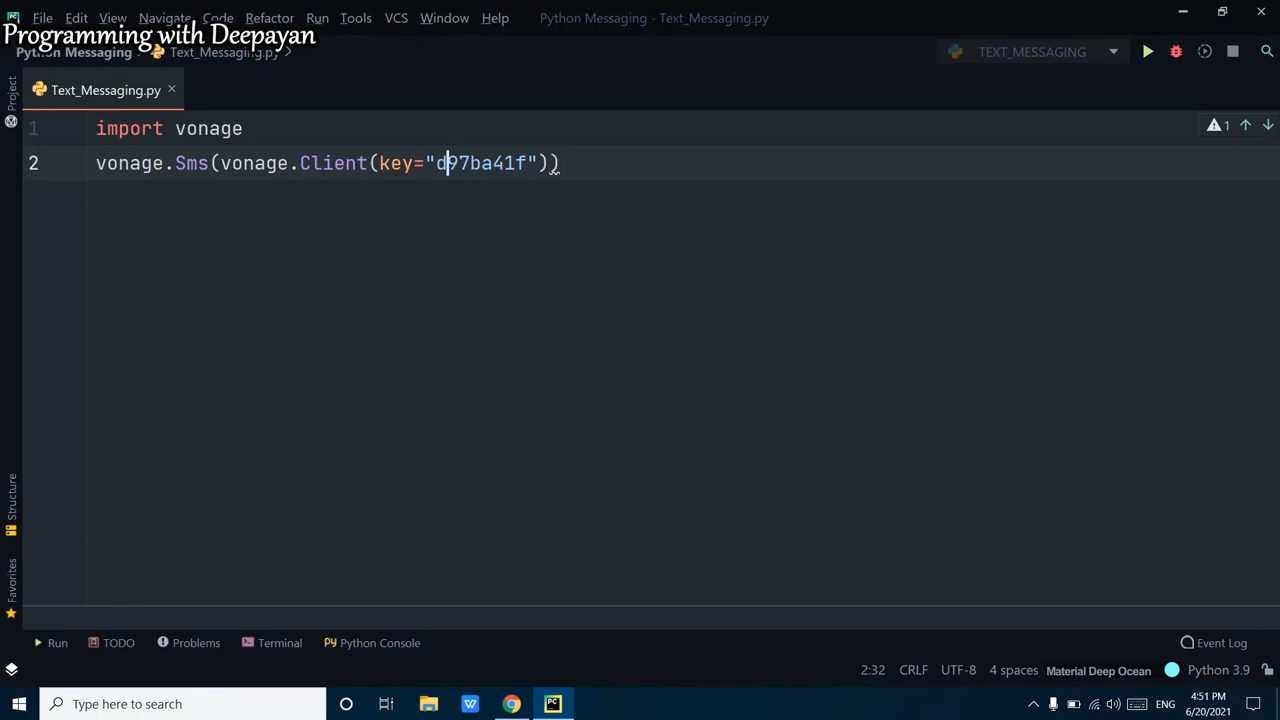 File Edit View Navigate Code Refactor Run Tools VCS Window Help Python Messaging - Text_Messaging.py
Programming with Deepayan
Python Messaging Text_Messaging.py TEXT_MESSAGING
Project
Text_Messaging.py
1 import vonage
1
2 vonage.Sms(vonage.Client(key="d97ba41f"))
Structure
Favorites
Run TODO Problems Terminal Python Console Event Log
2:32 CRLF UTF-8 4 spaces Material Deep Ocean Python 3.9
Type here to search
ENG
4:51 PM
6/20/2021